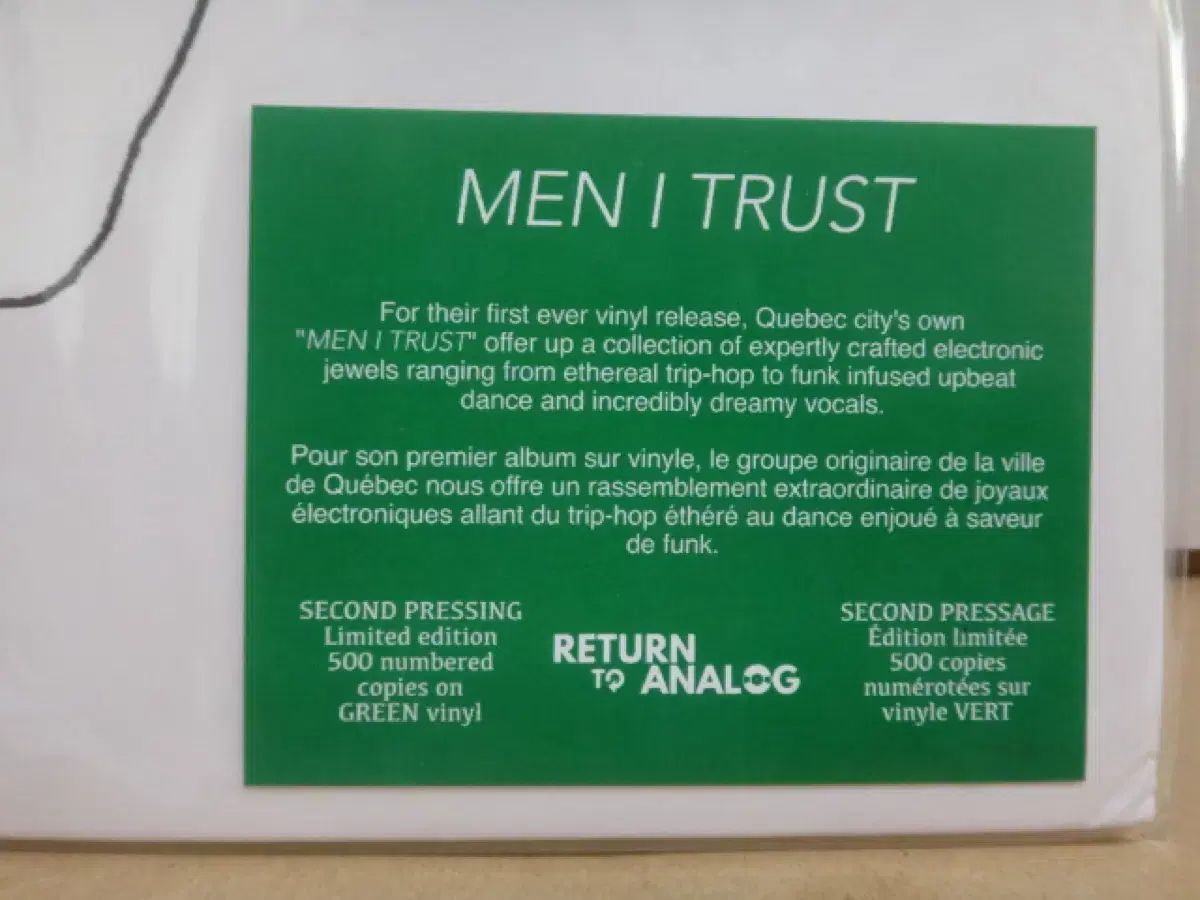 MEN I TRUST
For their first ever vinyl release, Quebec city's own
"MEN I TRUST" offer up a collection of expertly crafted electronic
jewels ranging from ethereal trip-hop to funk infused upbeat
dance and incredibly dreamy vocals.
Pour son premier album sur vinyle, le groupe originaire de la ville
de Québec nous offre un rassemblement extraordinaire de joyaux
électroniques allant du trip-hop éthéré au dance enjoué à saveur
de funk.
SECOND PRESSING
Limited edition
500 numbered
copies on
GREEN vinyl
RETURN
TO ANALOG
SECOND PRESSAGE
Édition limitée
500 copies
numérotées sur
vinyle VERT